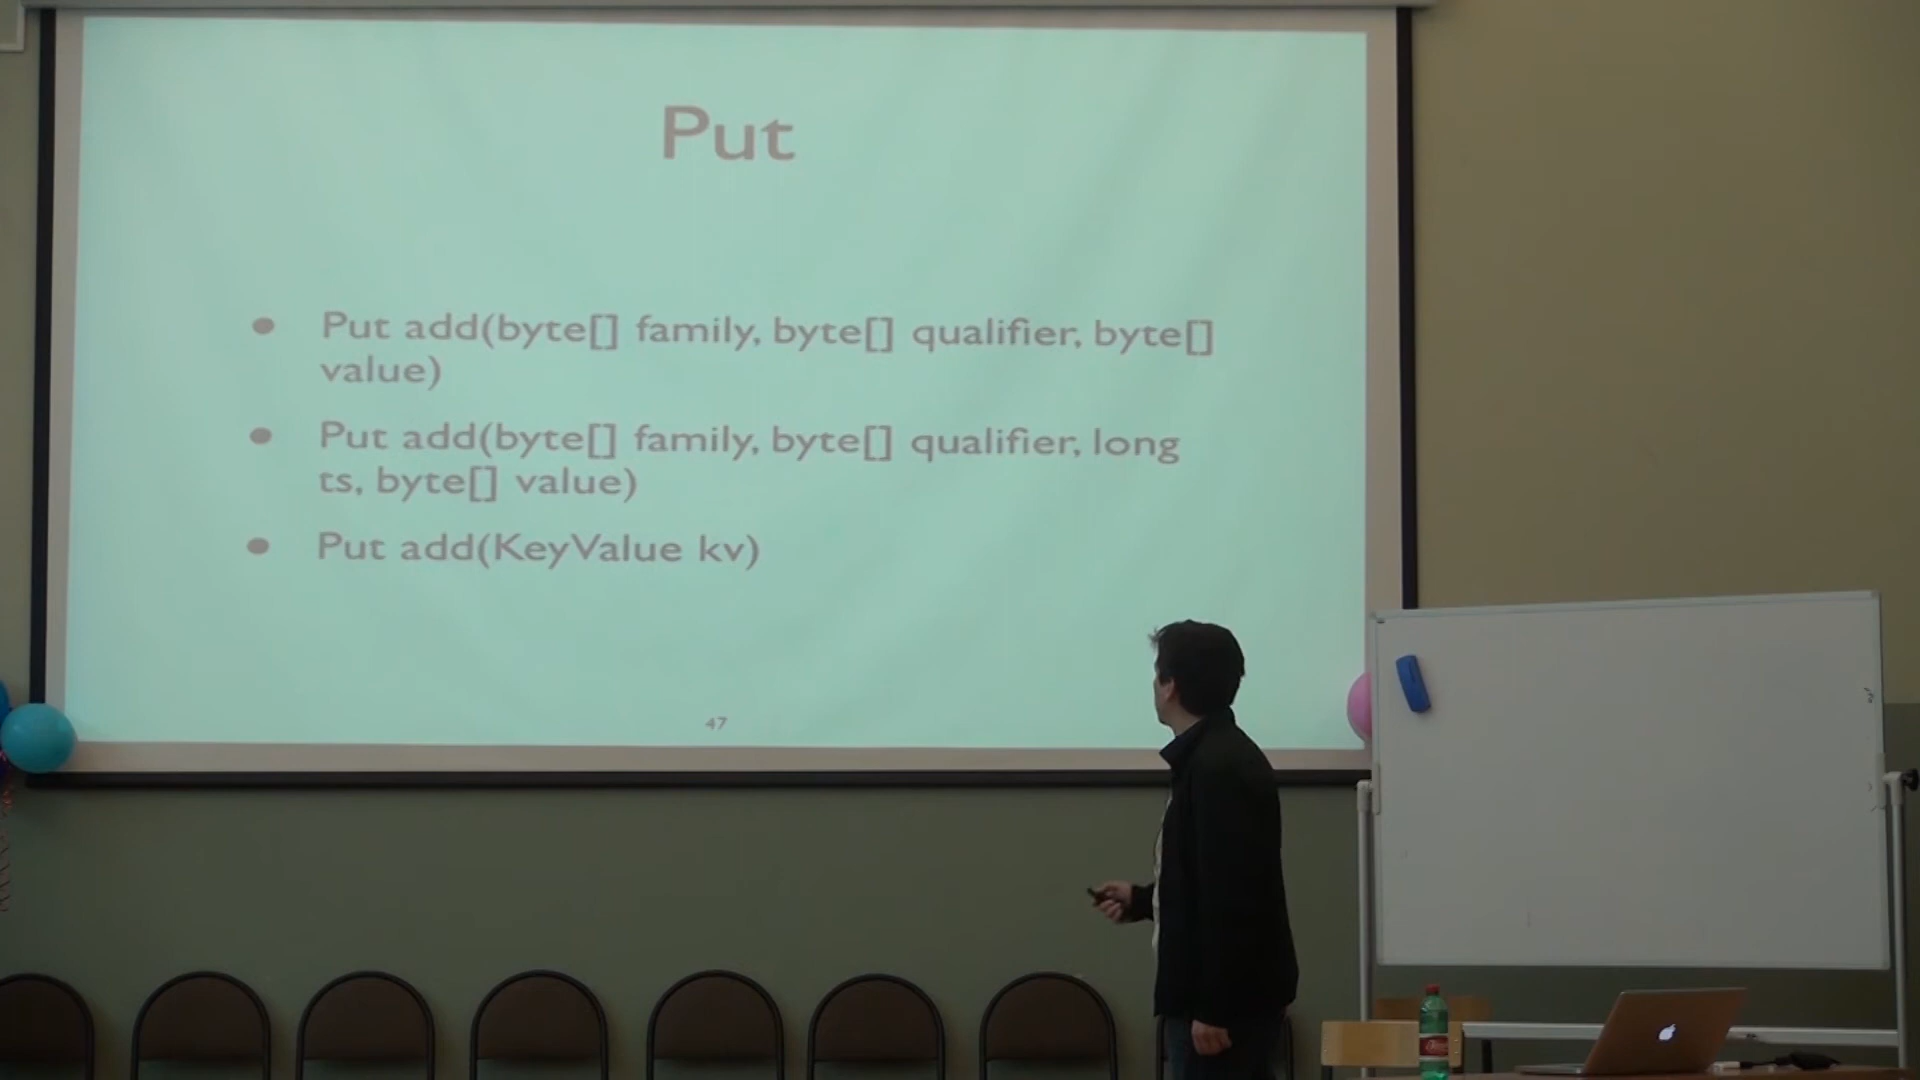 Put
• Put add(byte[] family, byte[] qualifier, byte[]
value)
• Put add(byte[] family, byte[] qualifier, long
ts, byte[] value)
• Put add(KeyValue kv)
47